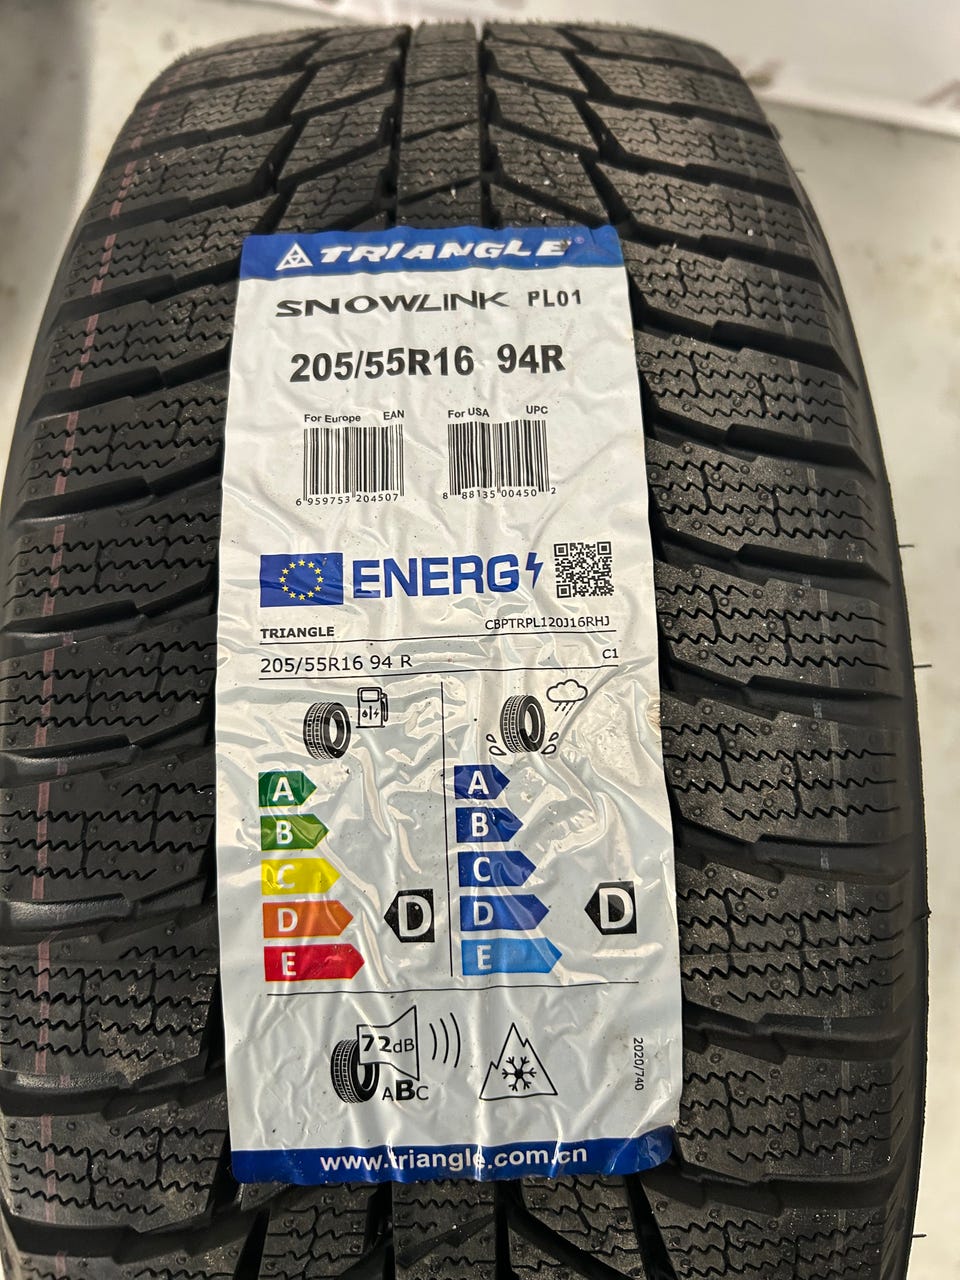 TRIANGLE®
SNOWLINK PL01
205/55R16 94R
For Europe EAN For USA UPC
6 959753 204507 8 88135 00450 2
ENERG
TRIANGLE CBPTRPL120J16RHJ
205/55R16 94 R C1
A A
B B
C C
D D D D
E E
72dB
ABC
2020/740
www.triangle.com.cn